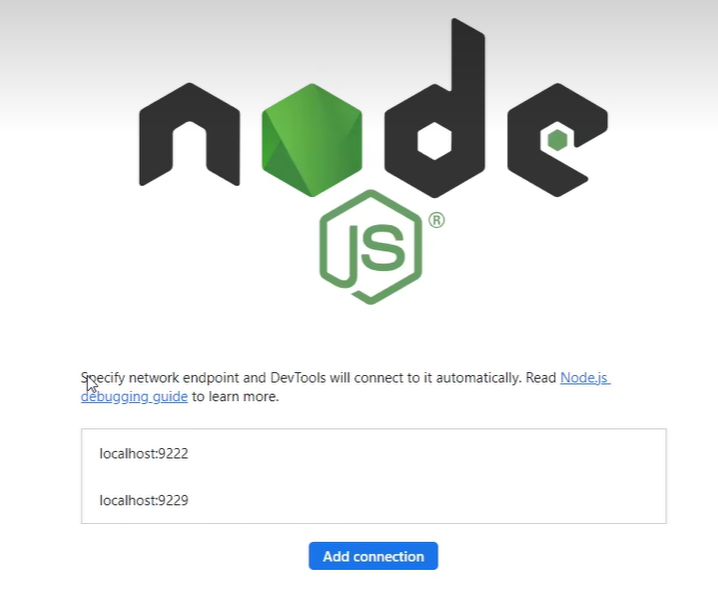 node
JS®
Specify network endpoint and DevTools will connect to it automatically. Read Node.js
debugging guide to learn more.
localhost:9222
localhost:9229
Add connection